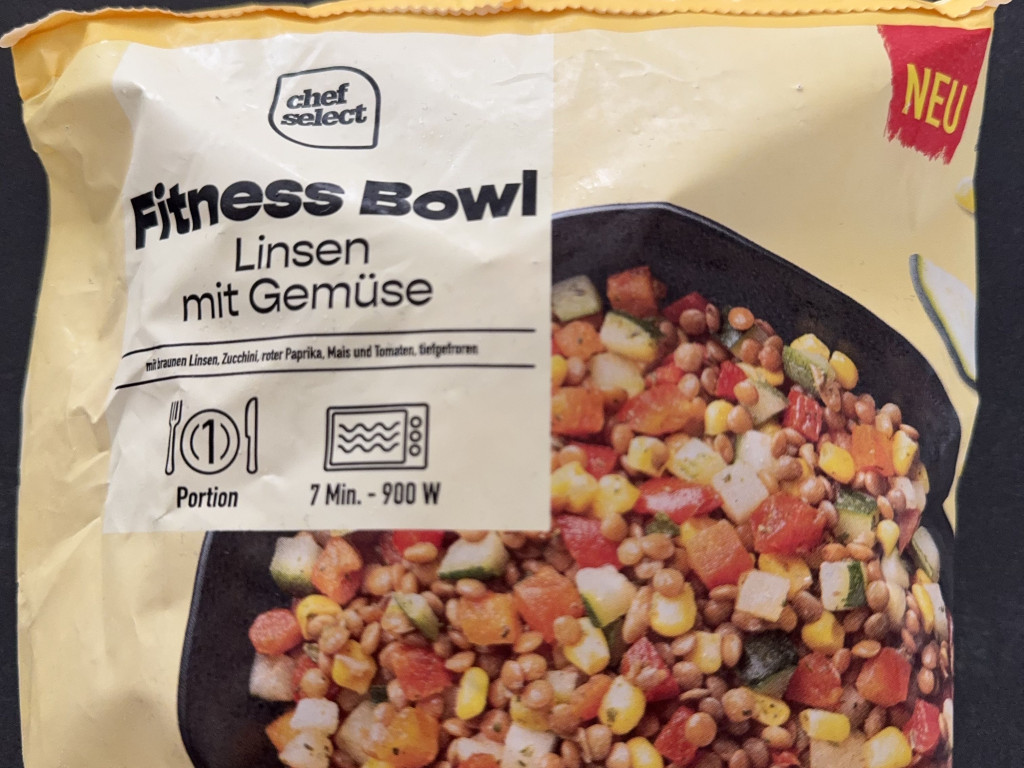 chef
select
NEU
Fitness Bowl
Linsen
mit Gemüse
mit braunen Linsen, Zucchini, roter Paprika, Mais und Tomaten, tiefgefroren
1
Portion
7 Min. - 900 W